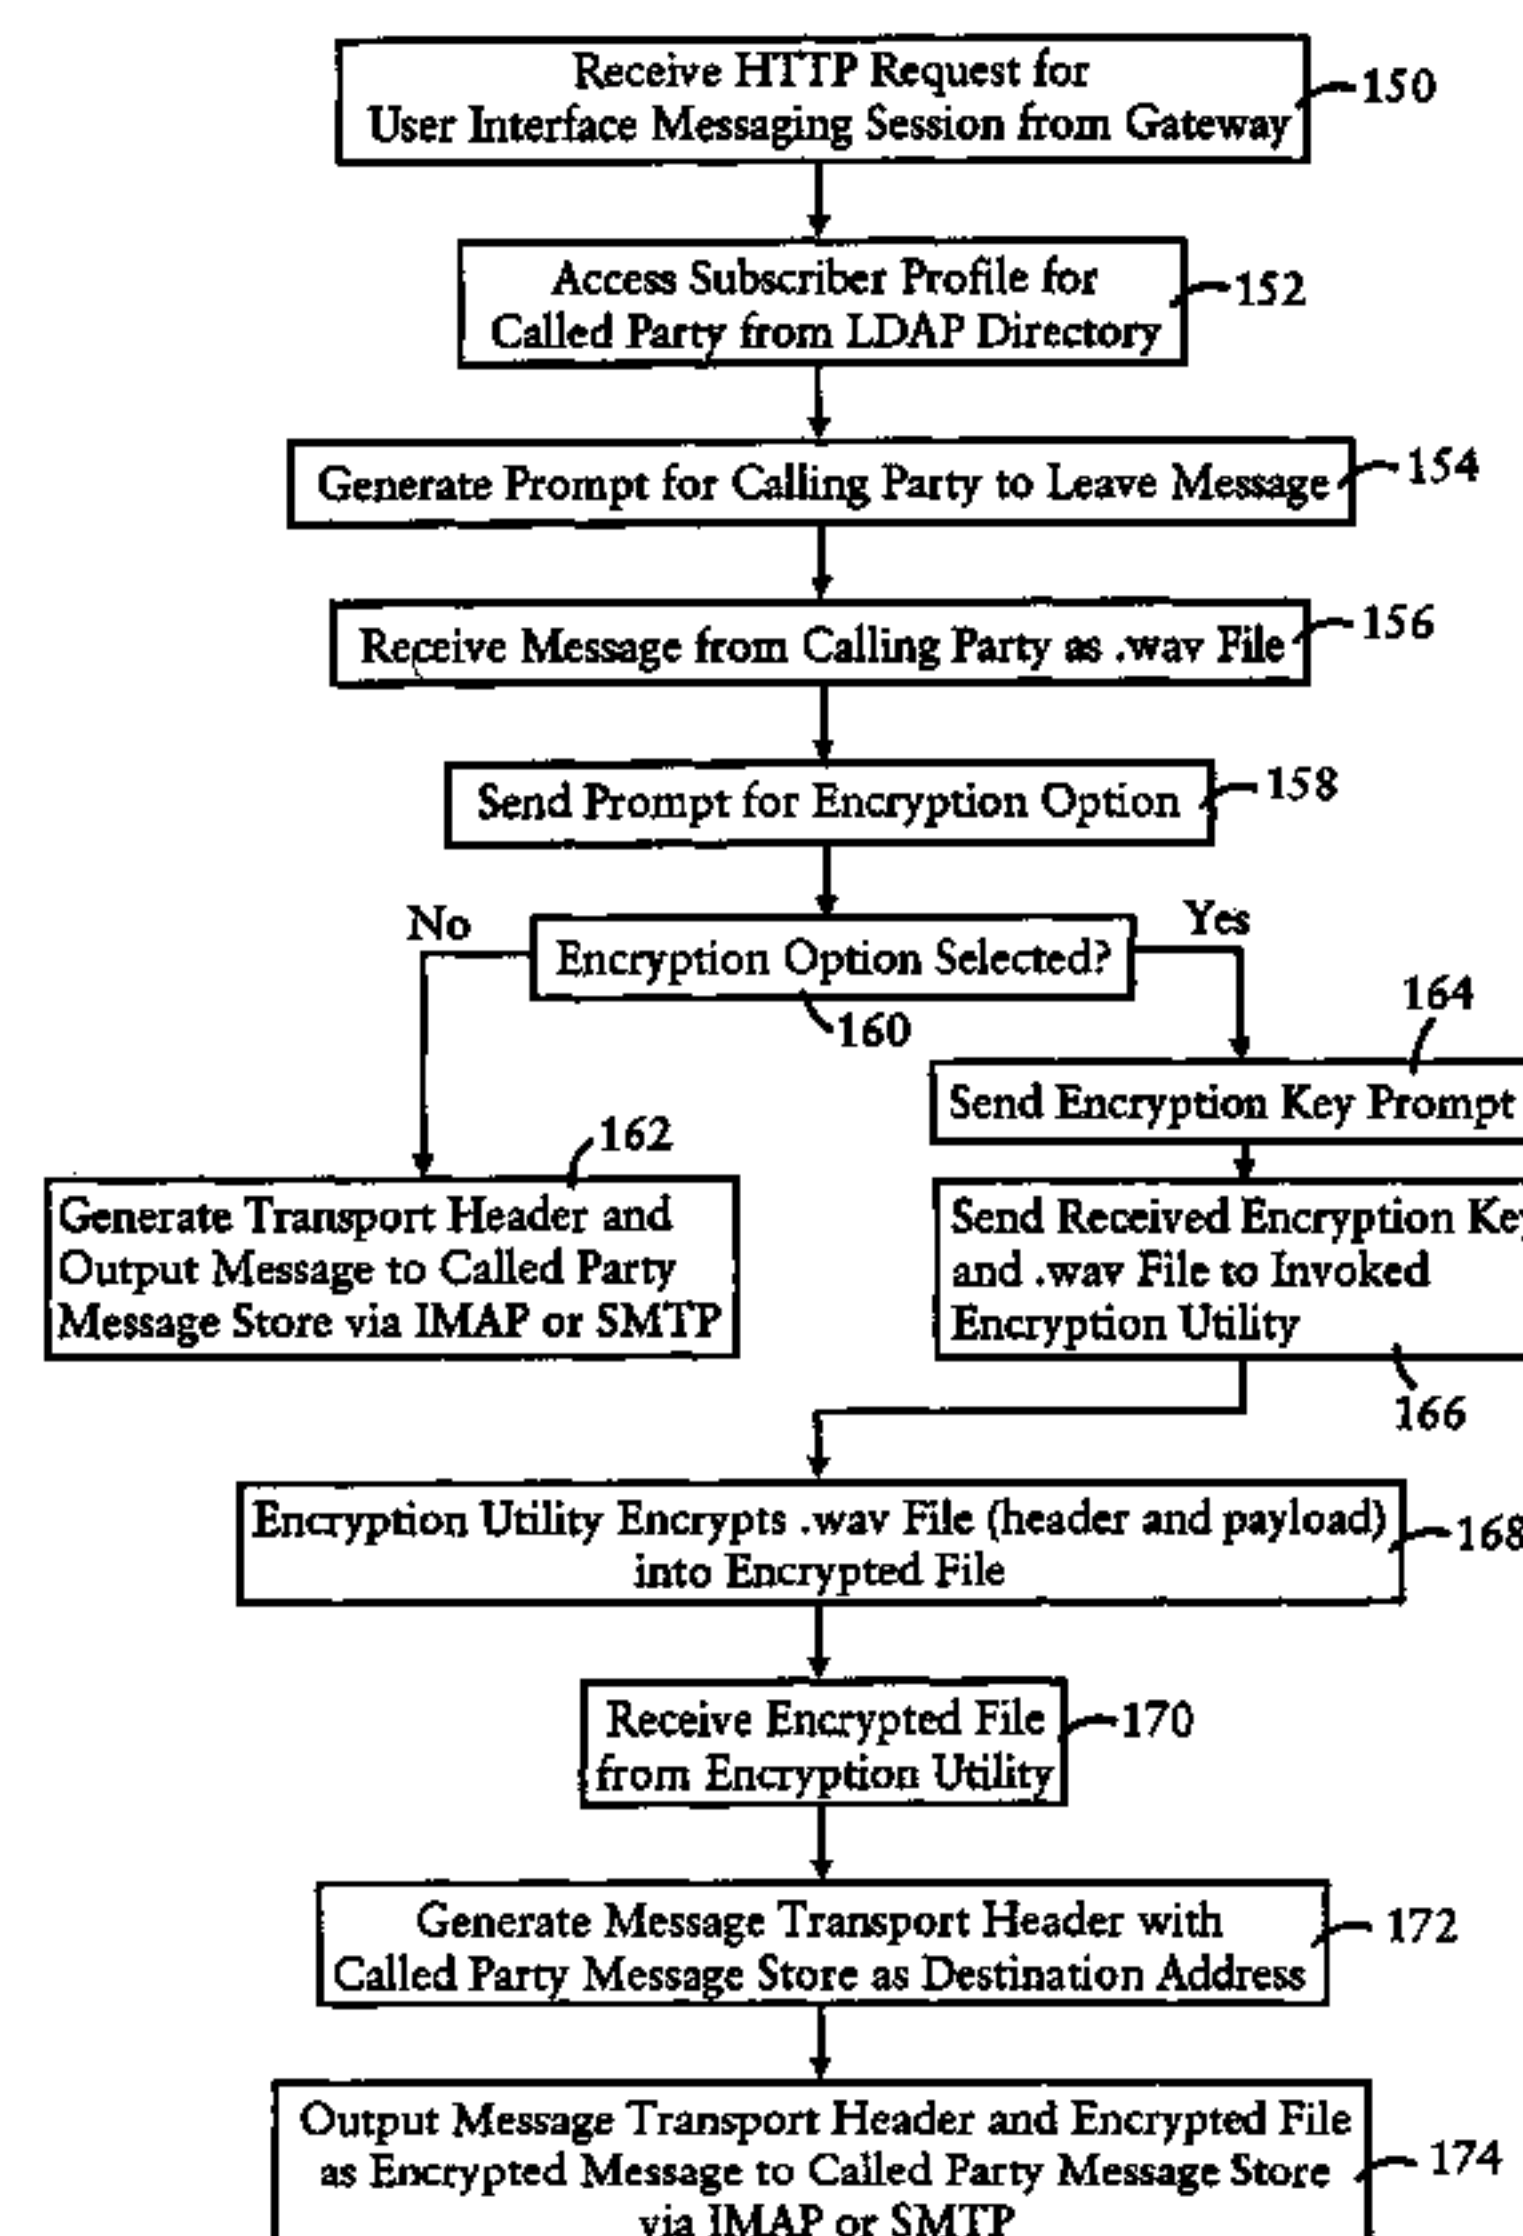 Receive HTTP Request for
User Interface Messaging Session from Gateway
150
Access Subscriber Profile for
Called Party from LDAP Directory
152
Generate Prompt for Calling Party to Leave Message
154
Receive Message from Calling Party as .wav File
156
Send Prompt for Encryption Option
158
No
Yes
Encryption Option Selected?
160
164
Send Encryption Key Prompt
162
Generate Transport Header and
Output Message to Called Party
Message Store via IMAP or SMTP
Send Received Encryption Key
and .wav File to Invoked
Encryption Utility
166
Encryption Utility Encrypts .wav File (header and payload)
into Encrypted File
168
Receive Encrypted File
from Encryption Utility
170
Generate Message Transport Header with
Called Party Message Store as Destination Address
172
Output Message Transport Header and Encrypted File
as Encrypted Message to Called Party Message Store
via IMAP or SMTP
174